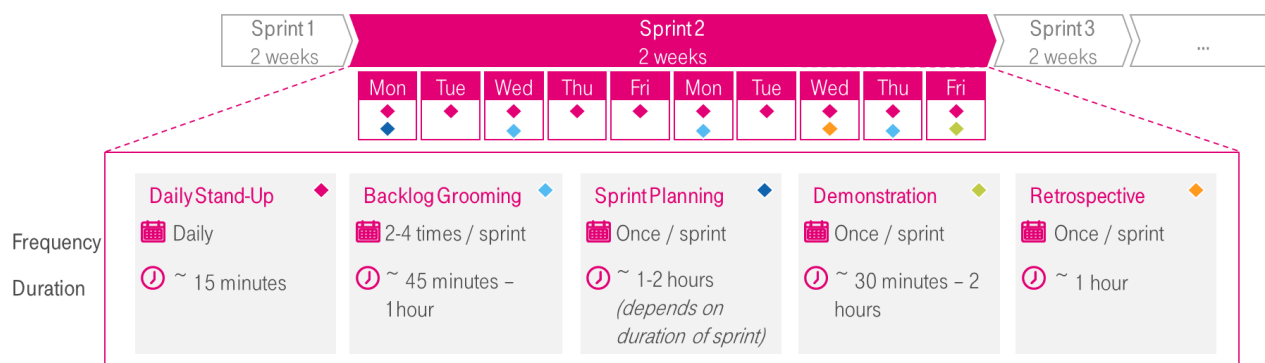 Sprint 1
2 weeks
Sprint 2
2 weeks
Sprint 3
2 weeks
...
Mon Tue Wed Thu Fri Mon Tue Wed Thu Fri
Daily Stand-Up
Backlog Grooming
Sprint Planning
Demonstration
Retrospective
Frequency
Daily
2-4 times / sprint
Once / sprint
Once / sprint
Once / sprint
Duration
~ 15 minutes
~ 45 minutes –
1hour
~ 1-2 hours
(depends on
duration of sprint)
~ 30 minutes – 2
hours
~ 1 hour